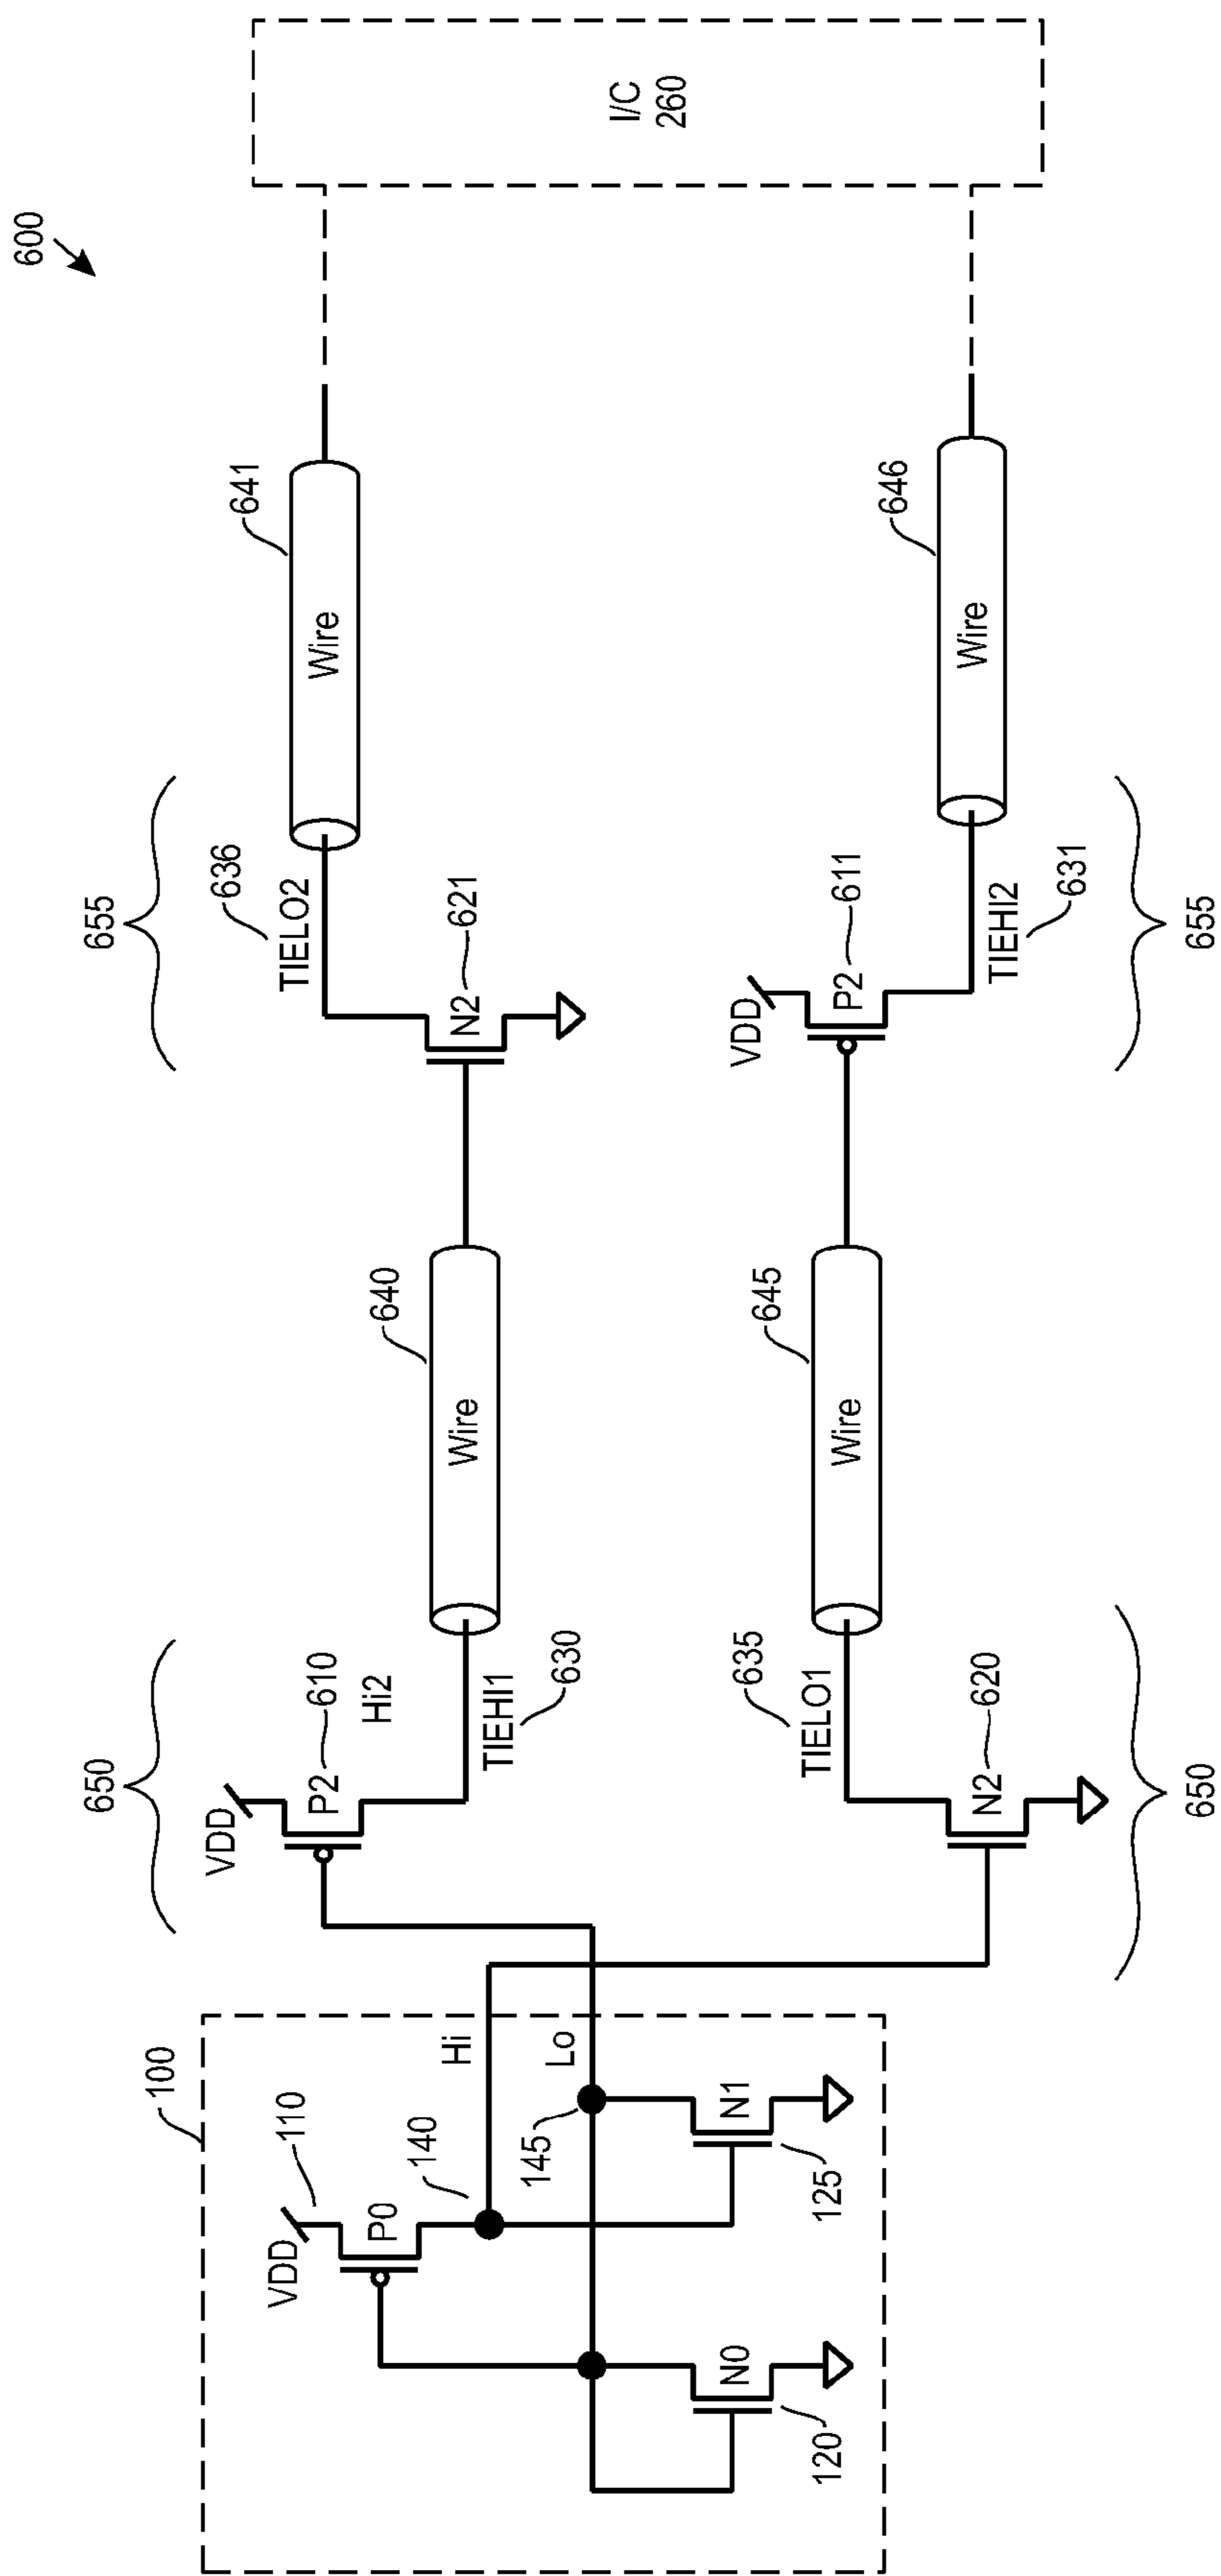 600
I/C
260
641
Wire
646
Wire
655
636
TIELO2
N2
621
VDD
P2
611
TIEHI2
631
655
640
Wire
645
Wire
650
VDD
P2
610
Hi2
TIEHI1
630
635
TIELO1
N2
620
650
100
Hi
Lo
110
VDD
P0
140
145
N1
125
N0
120